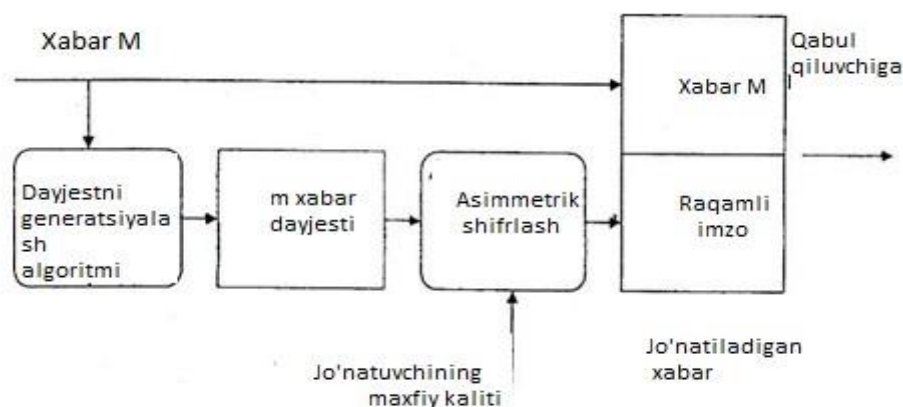 Xabar M
Qabul
qiluvchiga
Xabar M
Dayjestni
generatsiyala
sh
algoritmi
m xabar
dayjesti
Asimmetrik
shifrlash
Raqamli
imzo
Jo'natuvchining
maxfiy kaliti
Jo'natiladigan
xabar